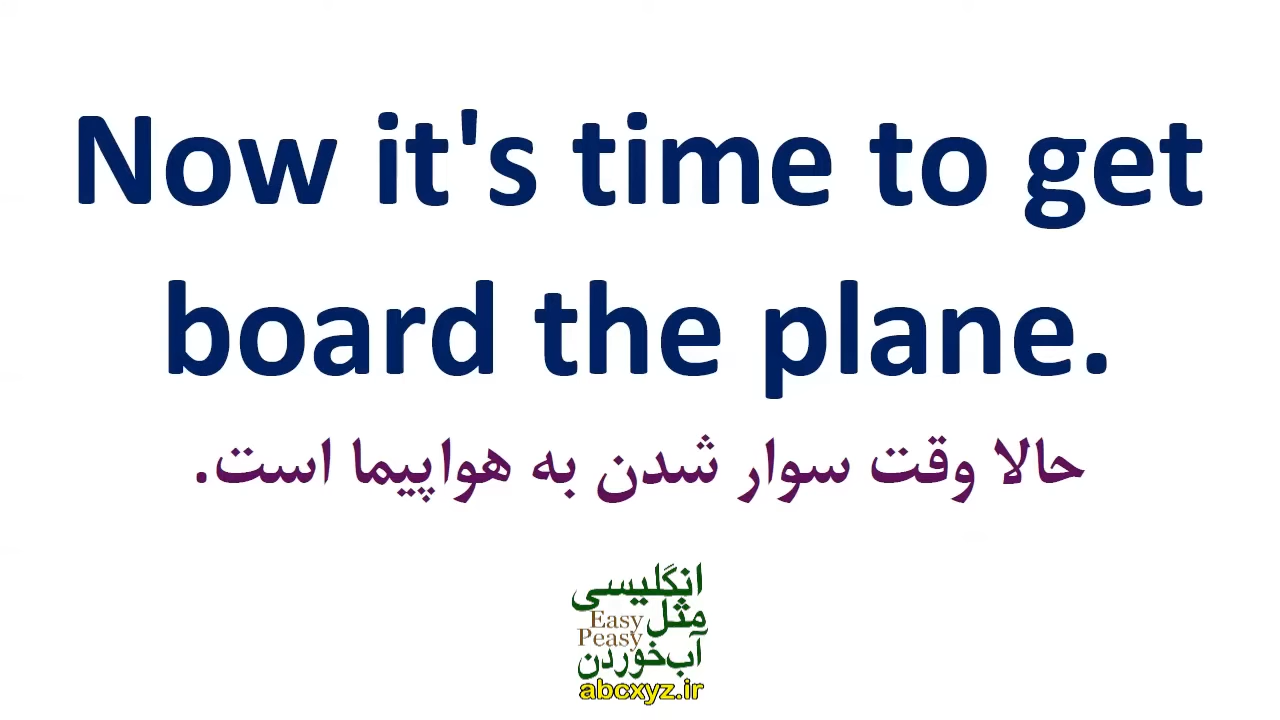 Now it's time to get
board the plane.
حالا وقت سوار شدن به هواپیما است.
انگلیسی
مثل
Easy
Peasy
آب‌خوردن
abcxyz.ir